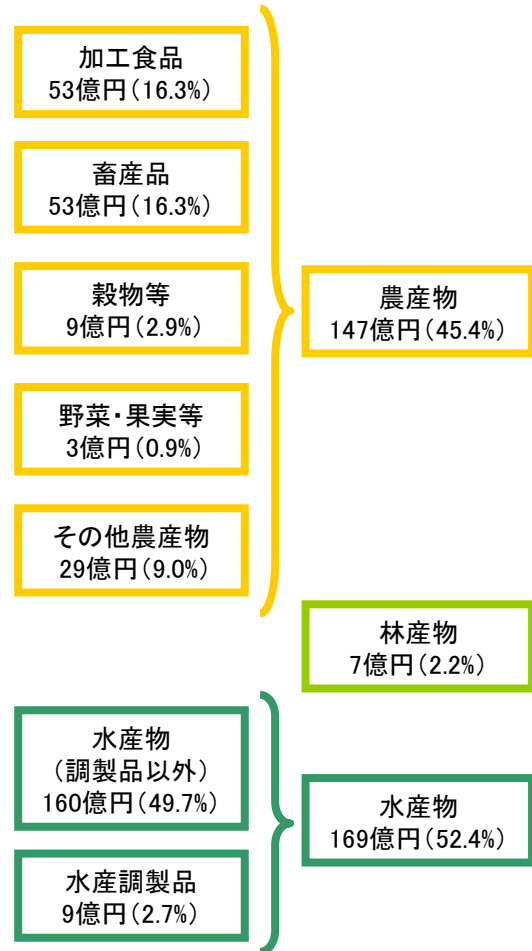 加工食品
53億円(16.3%)
畜産品
53億円(16.3%)
穀物等
9億円(2.9%)
野菜・果実等
3億円(0.9%)
その他農産物
29億円(9.0%)
農産物
147億円(45.4%)
林産物
7億円(2.2%)
水産物
(調製品以外)
160億円(49.7%)
水産調製品
9億円(2.7%)
水産物
169億円(52.4%)